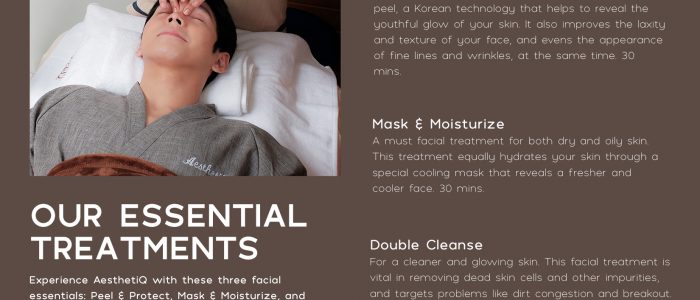 Aesthetiq
OUR ESSENTIAL
TREATMENTS
Experience AesthetiQ with these three facial
essentials: Peel & Protect, Mask & Moisturize, and
peel, a Korean technology that helps to reveal the
youthful glow of your skin. It also improves the laxity
and texture of your face, and evens the appearance
of fine lines and wrinkles, at the same time. 30
mins.
Mask & Moisturize
A must facial treatment for both dry and oily skin.
This treatment equally hydrates your skin through a
special cooling mask that reveals a fresher and
cooler face. 30 mins.
Double Cleanse
For a cleaner and glowing skin. This facial treatment is
vital in removing dead skin cells and other impurities,
and targets problems like dirt congestion and breakout.